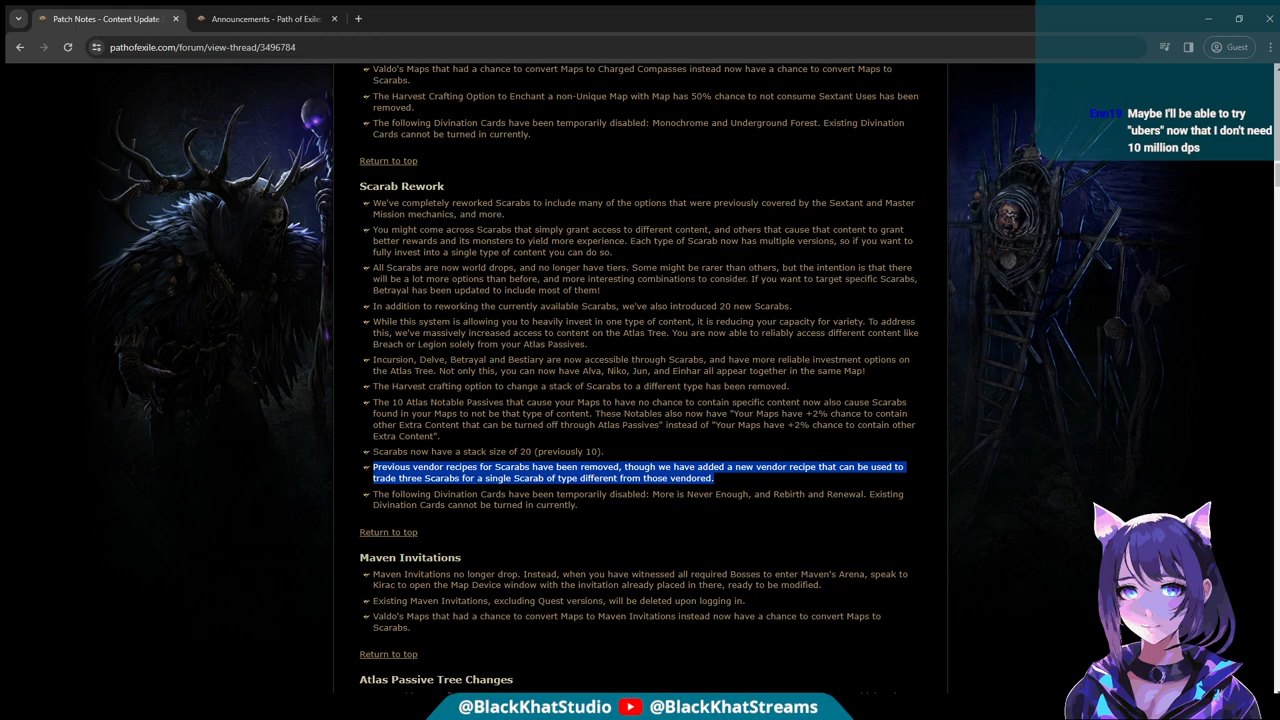 Patch Notes - Content Update
Announcements - Path of Exile
pathofexile.com/forum/view-thread/3496784
Guest
Valdo's Maps that had a chance to convert Maps to Charged Compasses instead now have a chance to convert Maps to
Scarabs.
The Harvest Crafting Option to Enchant a non-Unique Map with Map has 50% chance to not consume Sextant Uses has been
removed.
The following Divination Cards have been temporarily disabled: Monochrome and Underground Forest. Existing Divination
Cards cannot be turned in currently.
Return to top
Scarab Rework
We've completely reworked Scarabs to include many of the options that were previously covered by the Sextant and Master
Mission mechanics, and more.
You might come across Scarabs that simply grant access to different content, and others that cause that content to grant
better rewards and its monsters to yield more experience. Each type of Scarab now has multiple versions, so if you want to
fully invest into a single type of content you can do so.
All Scarabs are now world drops, and no longer have tiers. Some might be rarer than others, but the intention is that there
will be a lot more options than before, and more interesting combinations to consider. If you want to target specific Scarabs,
Betrayal has been updated to include most of them!
In addition to reworking the currently available Scarabs, we've also introduced 20 new Scarabs.
While this system is allowing you to heavily invest in one type of content, it is reducing your capacity for variety. To address
this, we've massively increased access to content on the Atlas Tree. You are now able to reliably access different content like
Breach or Legion solely from your Atlas Passives.
Incursion, Delve, Betrayal and Bestiary are now accessible through Scarabs, and have more reliable investment options on
the Atlas Tree. Not only this, you can now have Alva, Niko, Jun, and Einhar all appear together in the same Map!
The Harvest crafting option to change a stack of Scarabs to a different type has been removed.
The 10 Atlas Notable Passives that cause your Maps to have no chance to contain specific content now also cause Scarabs
found in your Maps to not be that type of content. These Notables also now have "Your Maps have +2% chance to contain
other Extra Content that can be turned off through Atlas Passives" instead of "Your Maps have +2% chance to contain other
Extra Content".
Scarabs now have a stack size of 20 (previously 10).
Previous vendor recipes for Scarabs have been removed, though we have added a new vendor recipe that can be used to
trade three Scarabs for a single Scarab of type different from those vendored.
The following Divination Cards have been temporarily disabled: More is Never Enough, and Rebirth and Renewal. Existing
Divination Cards cannot be turned in currently.
Return to top
Maven Invitations
Maven Invitations no longer drop. Instead, when you have witnessed all required Bosses to enter Maven's Arena, speak to
Kirac to open the Map Device window with the invitation already placed in there, ready to be modified.
Existing Maven Invitations, excluding Quest versions, will be deleted upon logging in.
Valdo's Maps that had a chance to convert Maps to Maven Invitations instead now have a chance to convert Maps to
Scarabs.
Return to top
Atlas Passive Tree Changes
Enn19 Maybe I'll be able to try
"ubers" now that I don't need
10 million dps
@BlackKhatStudio @BlackKhatStreams